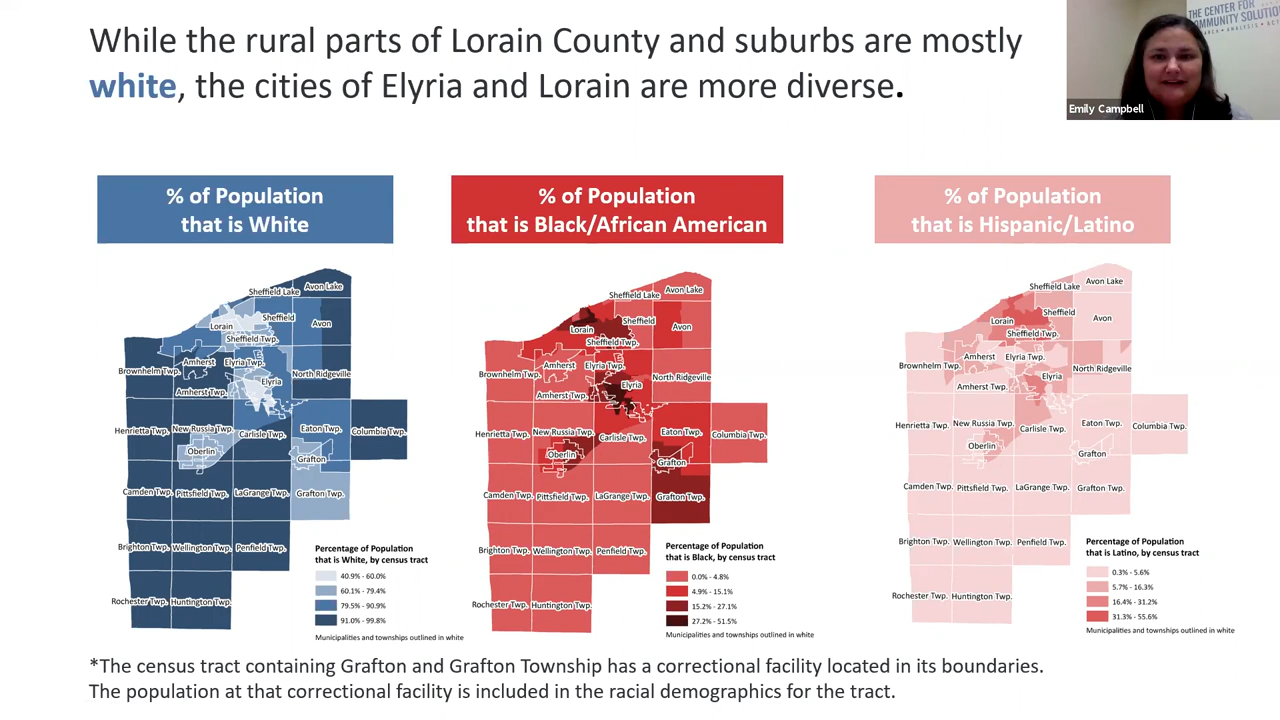 While the rural parts of Lorain County and suburbs are mostly
white, the cities of Elyria and Lorain are more diverse.
THE CENTER FOR
COMMUNITY SOLUTION
Emily Campbell
% of Population
that is White
% of Population
that is Black/African American
% of Population
that is Hispanic/Latino
Avon Lake
Sheffield Lake
Sheffield
Lorain
Avon
Sheffield Twp.
Amherst
Elyria Twp.
Brownhelm Twp.
North Ridgeville
Elyria
Amherst Twp.
Henrietta Twp.
New Russia Twp.
Carlisle Twp.
Eaton Twp.
Columbia Twp.
Oberlin
Grafton
Camden Twp.
Pittsfield Twp.
LaGrange Twp.
Grafton Twp.
Brighton Twp.
Wellington Twp.
Penfield Twp.
Rochester Twp.
Huntington Twp.
Percentage of Population
that is White, by census tract
40.9% - 60.0%
60.1% - 79.4%
79.5% - 90.9%
91.0% - 99.8%
Municipalities and townships outlined in white
Avon Lake
Sheffield Lake
Sheffield
Lorain
Avon
Sheffield Twp.
Amherst
Elyria Twp.
Brownhelm Twp.
North Ridgeville
Elyria
Amherst Twp.
Henrietta Twp.
New Russia Twp.
Carlisle Twp.
Eaton Twp.
Columbia Twp.
Oberlin
Grafton
Camden Twp.
Pittsfield Twp.
LaGrange Twp.
Grafton Twp.
Brighton Twp.
Wellington Twp.
Penfield Twp.
Rochester Twp.
Huntington Twp.
Percentage of Population
that is Black, by census tract
0.0% - 4.8%
4.9% - 15.1%
15.2% - 27.1%
27.2% - 51.5%
Municipalities and townships outlined in white
Avon Lake
Sheffield Lake
Sheffield
Lorain
Avon
Sheffield Twp.
Amherst
Elyria Twp.
Brownhelm Twp.
North Ridgeville
Elyria
Amherst Twp.
Henrietta Twp.
New Russia Twp.
Carlisle Twp.
Eaton Twp.
Columbia Twp.
Oberlin
Grafton
Camden Twp.
Pittsfield Twp.
LaGrange Twp.
Grafton Twp.
Brighton Twp.
Wellington Twp.
Penfield Twp.
Rochester Twp.
Huntington Twp.
Percentage of Population
that is Latino, by census tract
0.3% - 5.6%
5.7% - 16.3%
16.4% - 31.2%
31.3% - 55.6%
Municipalities and townships outlined in white
*The census tract containing Grafton and Grafton Township has a correctional facility located in its boundaries.
The population at that correctional facility is included in the racial demographics for the tract.